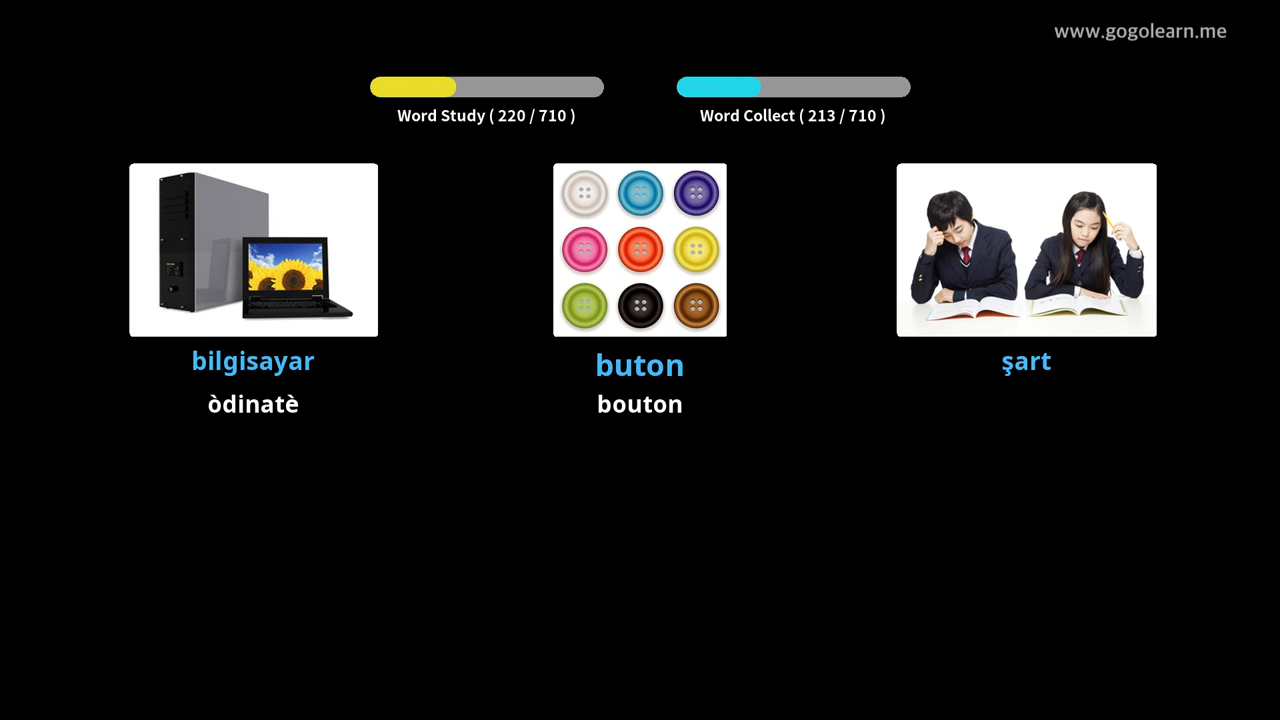 www.gogolearn.me
Word Study ( 220 / 710 )
Word Collect ( 213 / 710 )
bilgisayar
òdinatè
buton
bouton
şart